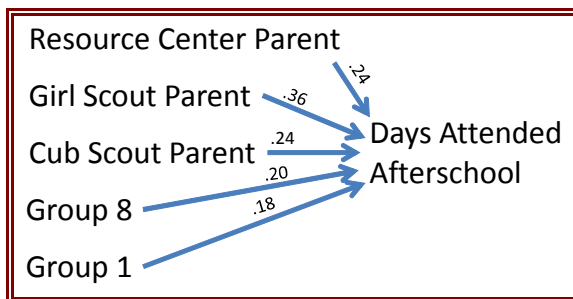 Resource Center Parent
.24
Girl Scout Parent
.36
Days Attended
Cub Scout Parent
.24
Afterschool
.20
Group 8
.18
Group 1